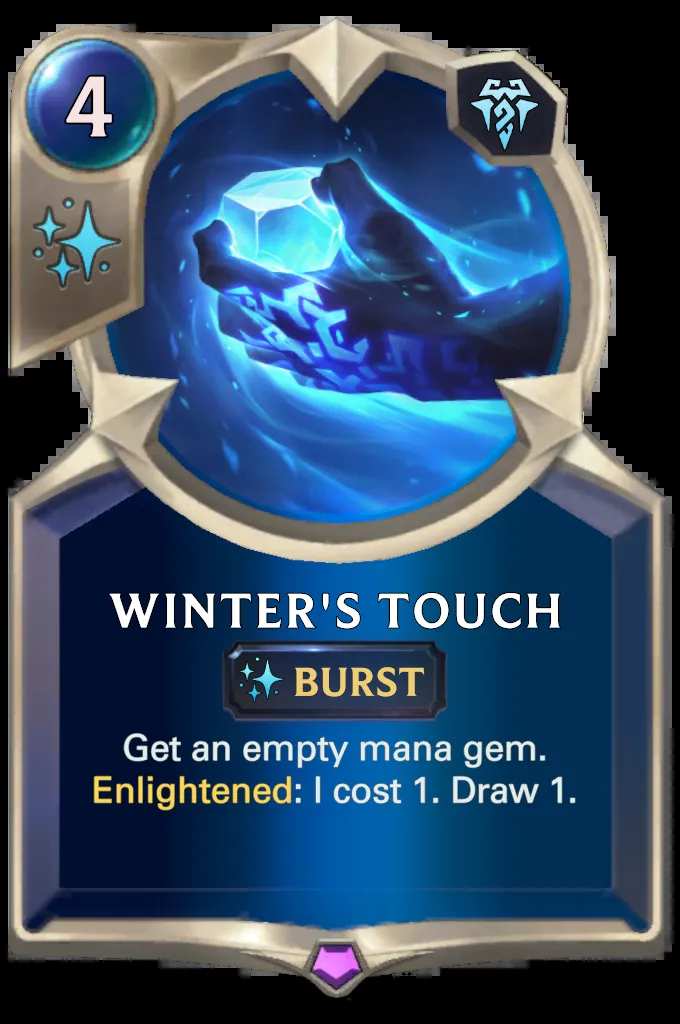 4
WINTER'S TOUCH
BURST
Get an empty mana gem.
Enlightened: I cost 1. Draw 1.